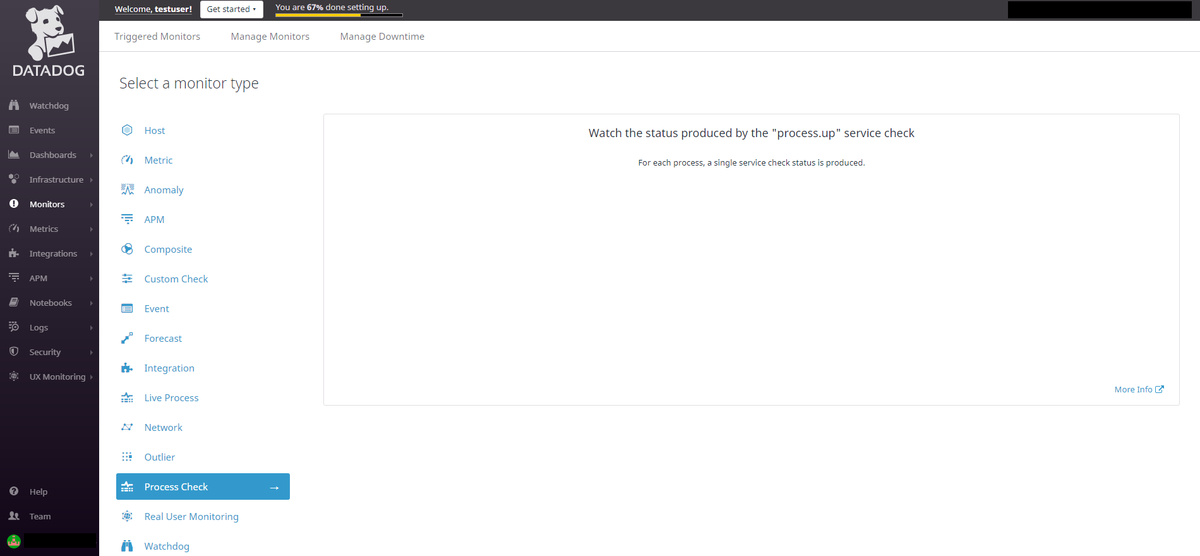 Welcome, testuser!
Get started
You are 67% done setting up.
DATADOG
Watchdog
Events
Dashboards
Infrastructure
Monitors
Metrics
Integrations
APM
Notebooks
Logs
Security
UX Monitoring
Help
Team
Triggered Monitors Manage Monitors Manage Downtime
Select a monitor type
Host
Metric
Anomaly
APM
Composite
Custom Check
Event
Forecast
Integration
Live Process
Network
Outlier
Process Check →
Real User Monitoring
Watchdog
Watch the status produced by the "process.up" service check
For each process, a single service check status is produced.
More Info